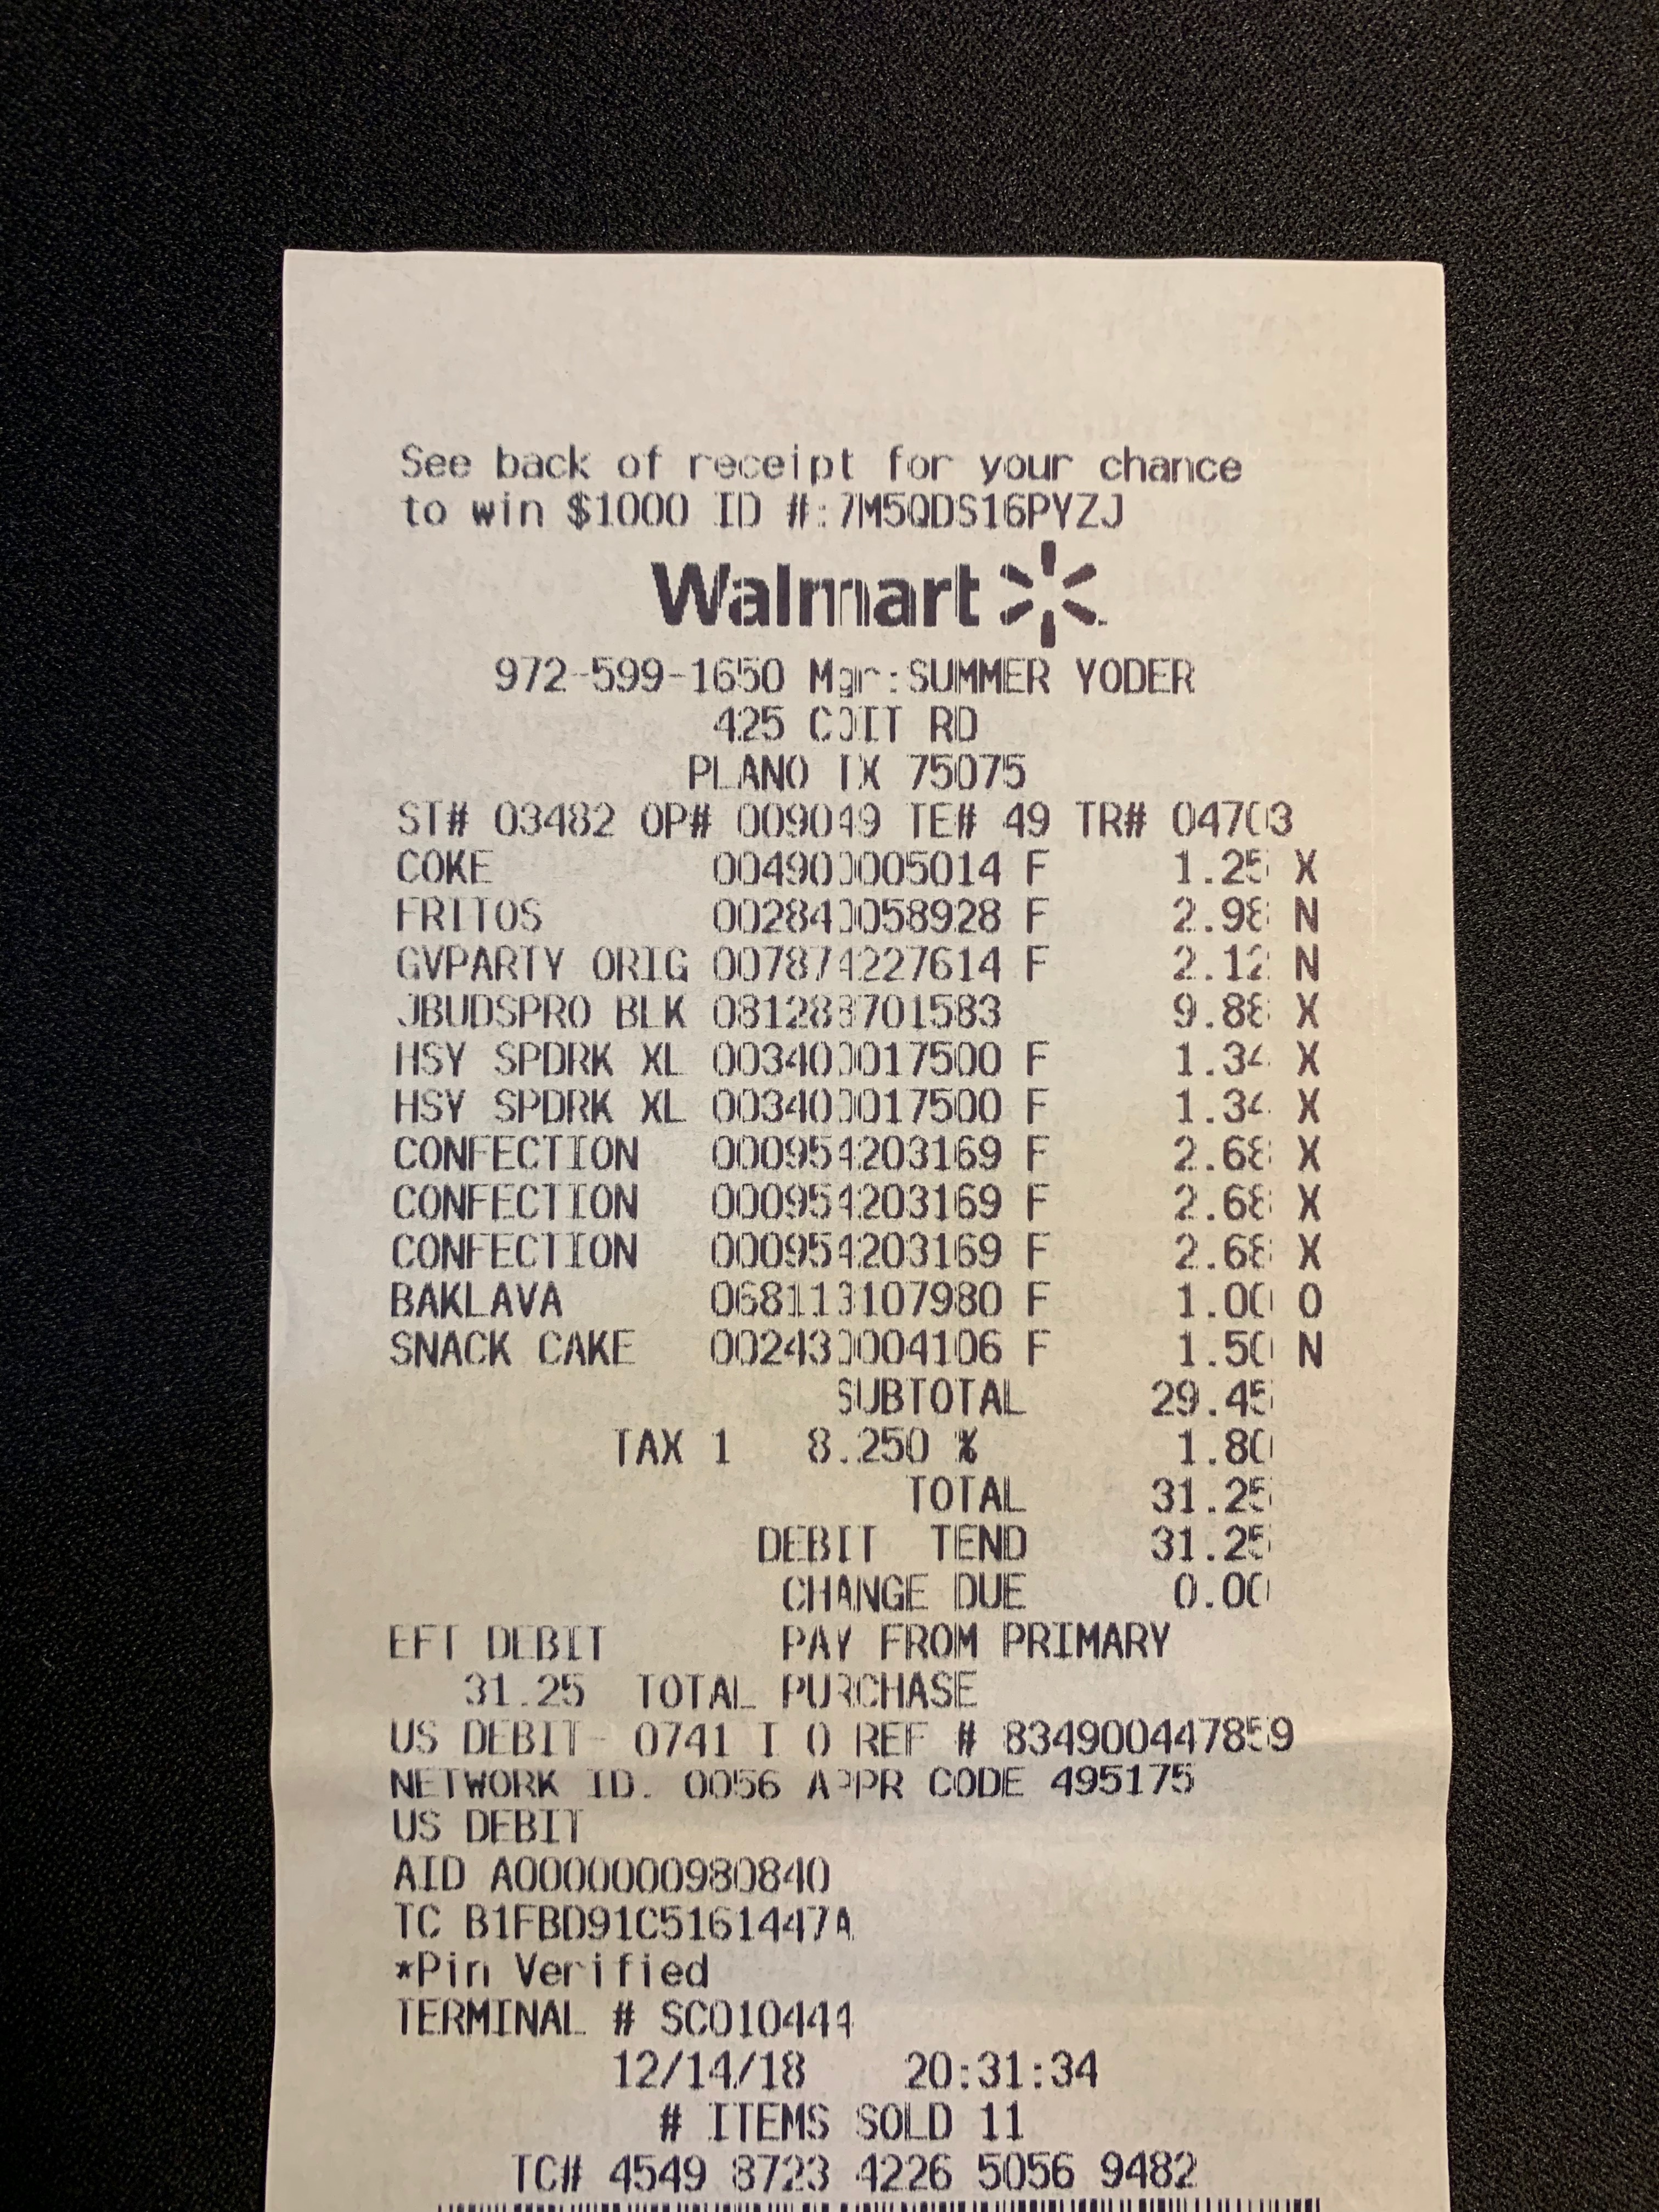 See back of receipt for your chance
to win $1000 ID #:7M5QDS16PYZJ
Walmart
972-599-1650 Mgr:SUMMER YODER
425 COIT RD
PLANO TX 75075
ST# 03482 OP# 009049 TE# 49 TR# 04703
COKE 004900005014 F 1.25 X
FRITOS 002840058928 F 2.98 N
GVPARTY ORIG 007874227614 F 2.12 N
JBUDSPRO BLK 081288701583 9.88 X
HSY SPDRK XL 003400017500 F 1.34 X
HSY SPDRK XL 003400017500 F 1.34 X
CONFECTION 000954203169 F 2.68 X
CONFECTION 000954203169 F 2.68 X
CONFECTION 000954203169 F 2.68 X
BAKLAVA 068113107980 F 1.00 O
SNACK CAKE 002430004106 F 1.50 N
SUBTOTAL 29.45
TAX 1 8.250 % 1.80
TOTAL 31.25
DEBIT TEND 31.25
CHANGE DUE 0.00
EFT DEBIT PAY FROM PRIMARY
31.25 TOTAL PURCHASE
US DEBIT- 0741 I 0 REF # 834900447859
NETWORK ID. 0056 APPR CODE 495175
US DEBIT
AID A0000000980840
TC B1FBD91C5161447A
*Pin Verified
TERMINAL # SC010444
12/14/18 20:31:34
# ITEMS SOLD 11
TC# 4549 8723 4226 5056 9482